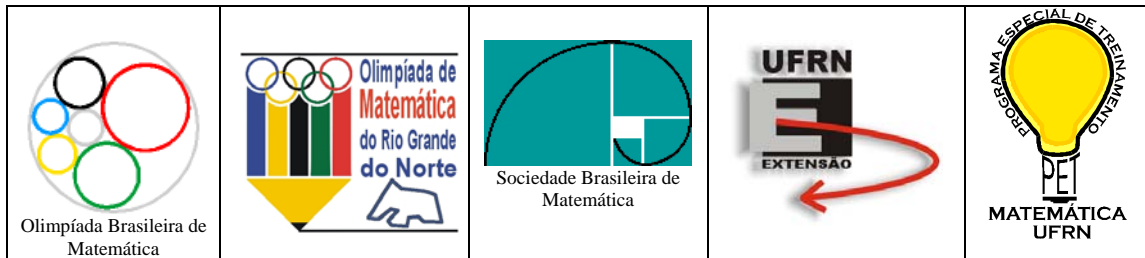 Olimpíada Brasileira de
Matemática
Olimpíada de
Matemática
do Rio Grande
do Norte
Sociedade Brasileira de
Matemática
UFRN
E
EXTENSÃO
PROGRAMA ESPECIAL DE TREINAMENTO
PET
MATEMÁTICA
UFRN